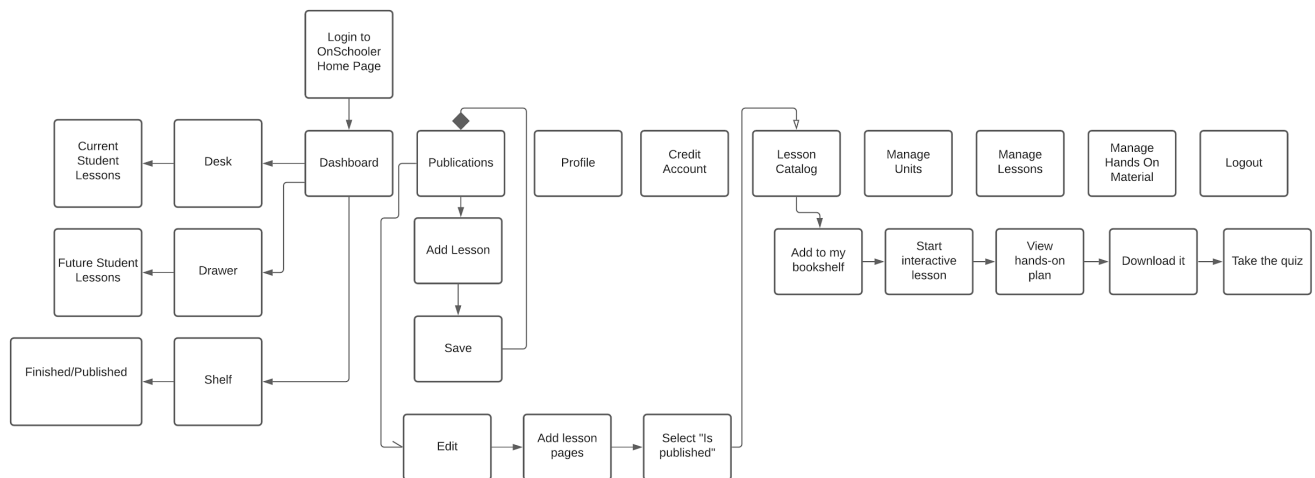 Login to
OnSchooler
Home Page
Current
Student
Lessons
Desk
Dashboard
Publications
Profile
Credit
Account
Lesson
Catalog
Manage
Units
Manage
Lessons
Manage
Hands On
Material
Logout
Future Student
Lessons
Drawer
Add Lesson
Add to my
bookshelf
Start
interactive
lesson
View
hands-on
plan
Download it
Take the quiz
Finished/Published
Shelf
Save
Edit
Add lesson
pages
Select "Is
published"